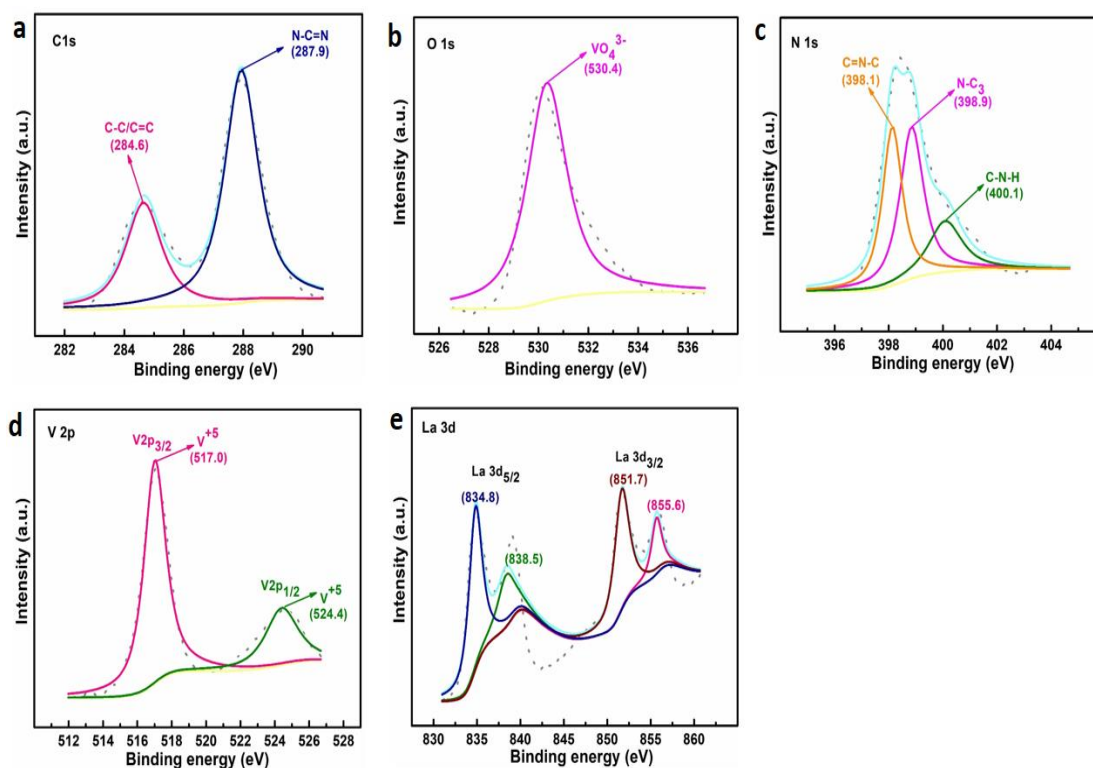 a
C1s
N-C=N
(287.9)
C-C/C=C
(284.6)
Intensity (a.u.)
282 284 286 288 290
Binding energy (eV)
b
O 1s
VO₄³⁻
(530.4)
Intensity (a.u.)
526 528 530 532 534 536
Binding energy (eV)
c
N 1s
C=N-C
(398.1)
N-C₃
(398.9)
C-N-H
(400.1)
Intensity (a.u.)
396 398 400 402 404
Binding energy (eV)
d
V 2p
V2p₃/₂
V⁺⁵
(517.0)
V2p₁/₂
V⁺⁵
(524.4)
Intensity (a.u.)
512 514 516 518 520 522 524 526 528
Binding energy (eV)
e
La 3d
La 3d₅/₂
(834.8)
(838.5)
La 3d₃/₂
(851.7)
(855.6)
Intensity (a.u.)
830 835 840 845 850 855 860
Binding energy (eV)